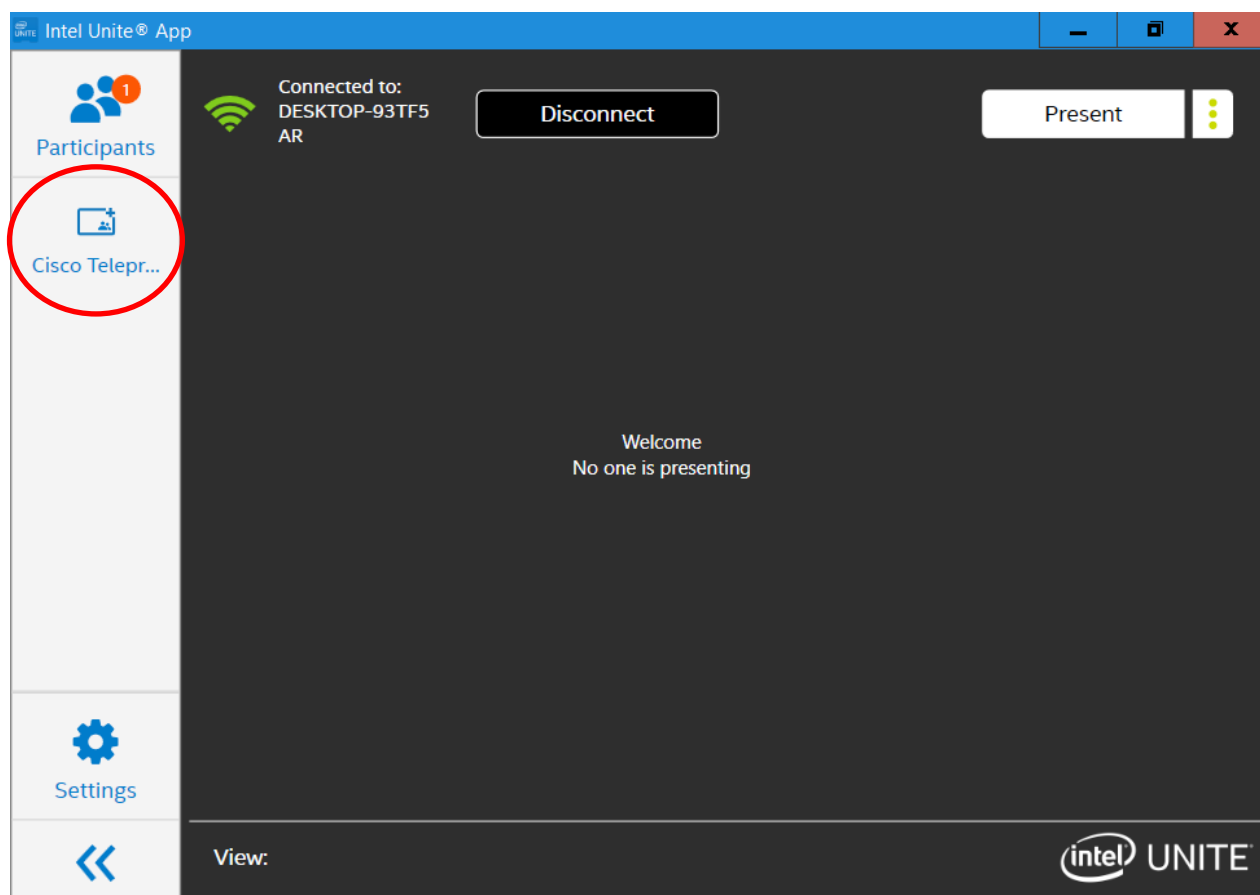 UNITE
Intel Unite® App
X
1
Participants
Connected to:
DESKTOP-93TF5
AR
Disconnect
Present
Cisco Telepr...
Welcome
No one is presenting
Settings
View:
intel UNITE